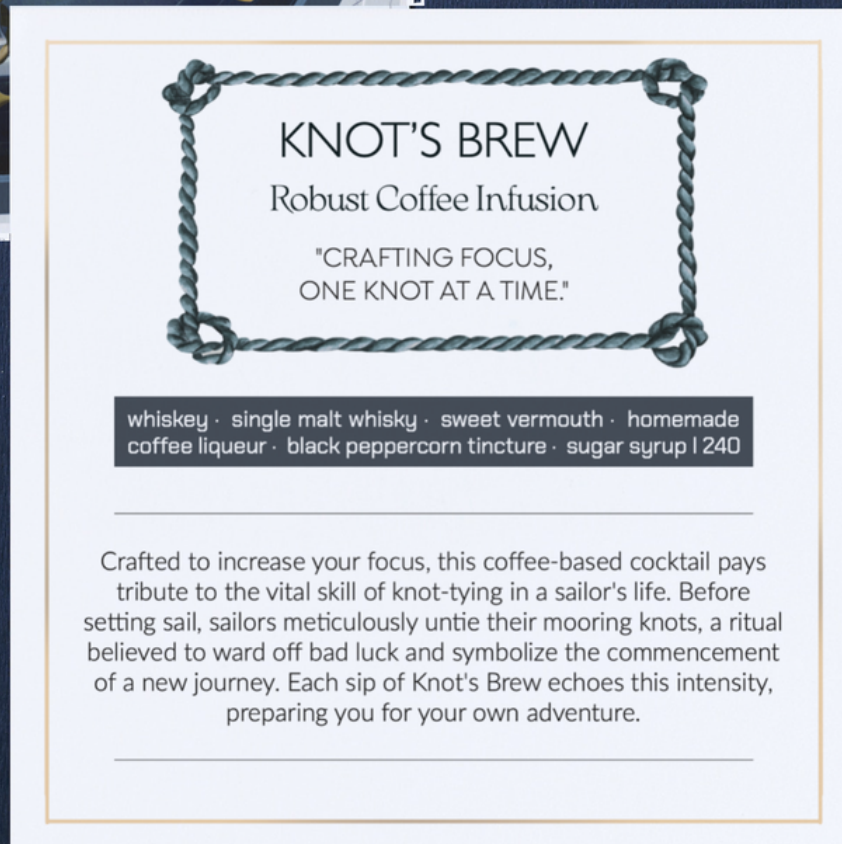 KNOT'S BREW
Robust Coffee Infusion
"CRAFTING FOCUS,
ONE KNOT AT A TIME."
whiskey · single malt whisky · sweet vermouth · homemade
coffee liqueur · black peppercorn tincture · sugar syrup | 240
Crafted to increase your focus, this coffee-based cocktail pays
tribute to the vital skill of knot-tying in a sailor's life. Before
setting sail, sailors meticulously untie their mooring knots, a ritual
believed to ward off bad luck and symbolize the commencement
of a new journey. Each sip of Knot's Brew echoes this intensity,
preparing you for your own adventure.